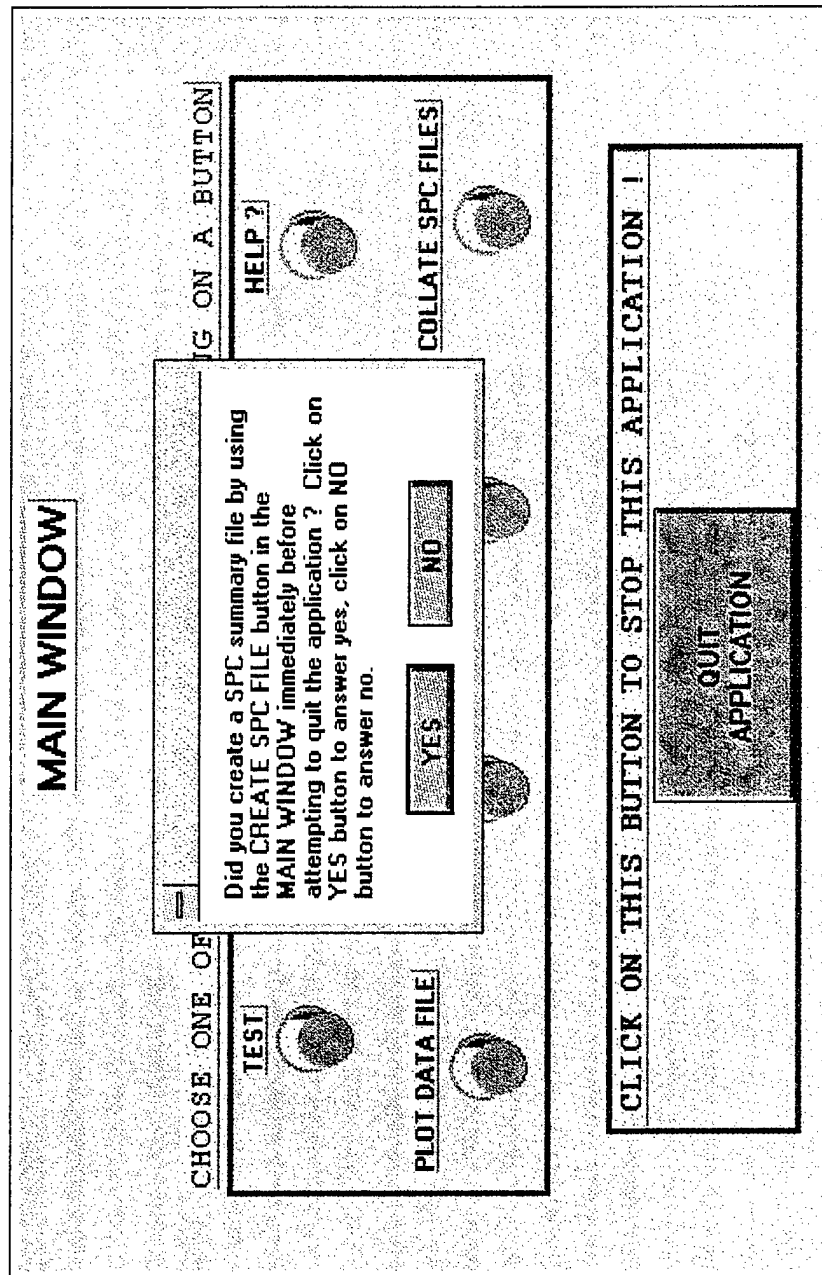 MAIN WINDOW
CHOOSE ONE OF
NG ON A BUTTON
TEST
HELP ?
Did you create a SPC summary file by using
the CREATE SPC FILE button in the
MAIN WINDOW immediately before
attempting to quit the application ? Click on
YES button to answer yes, click on NO
button to answer no.
YES
NO
PLOT DATA FILE
COLLATE SPC FILES
CLICK ON THIS BUTTON TO STOP THIS APPLICATION !
QUIT
APPLICATION